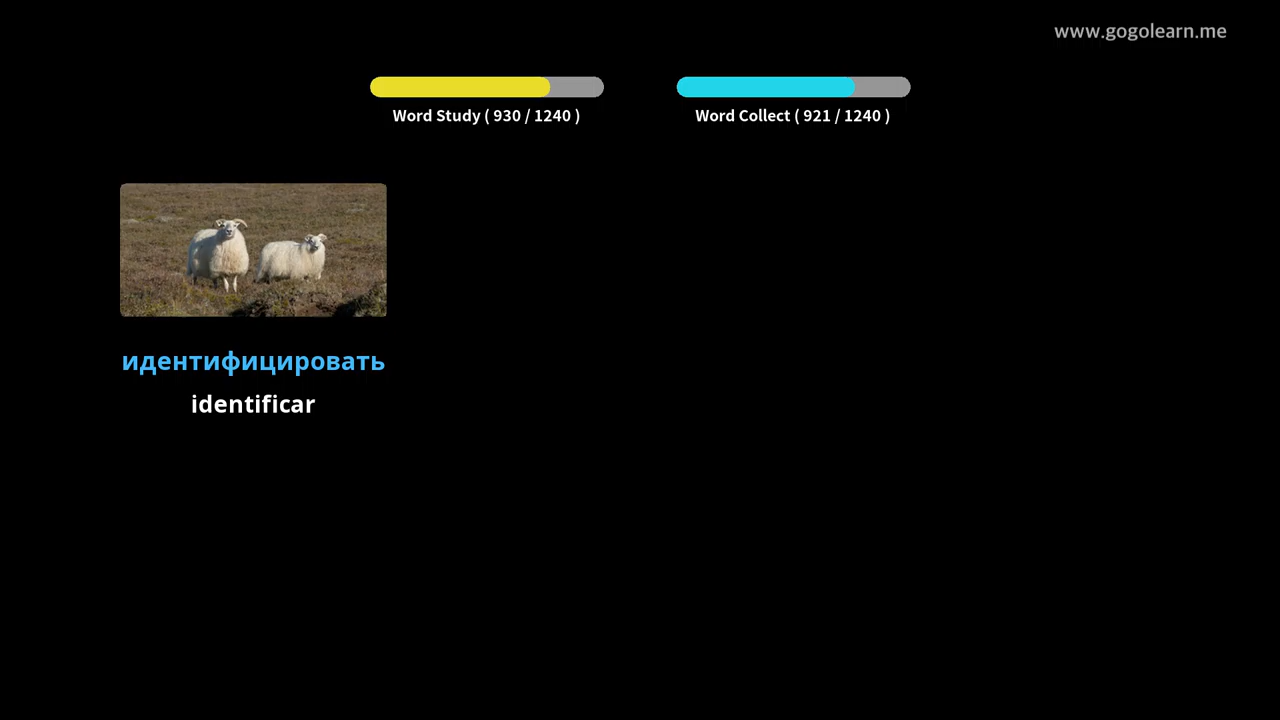 www.gogolearn.me
Word Study ( 930 / 1240 )
Word Collect ( 921 / 1240 )
идентифицировать
identificar